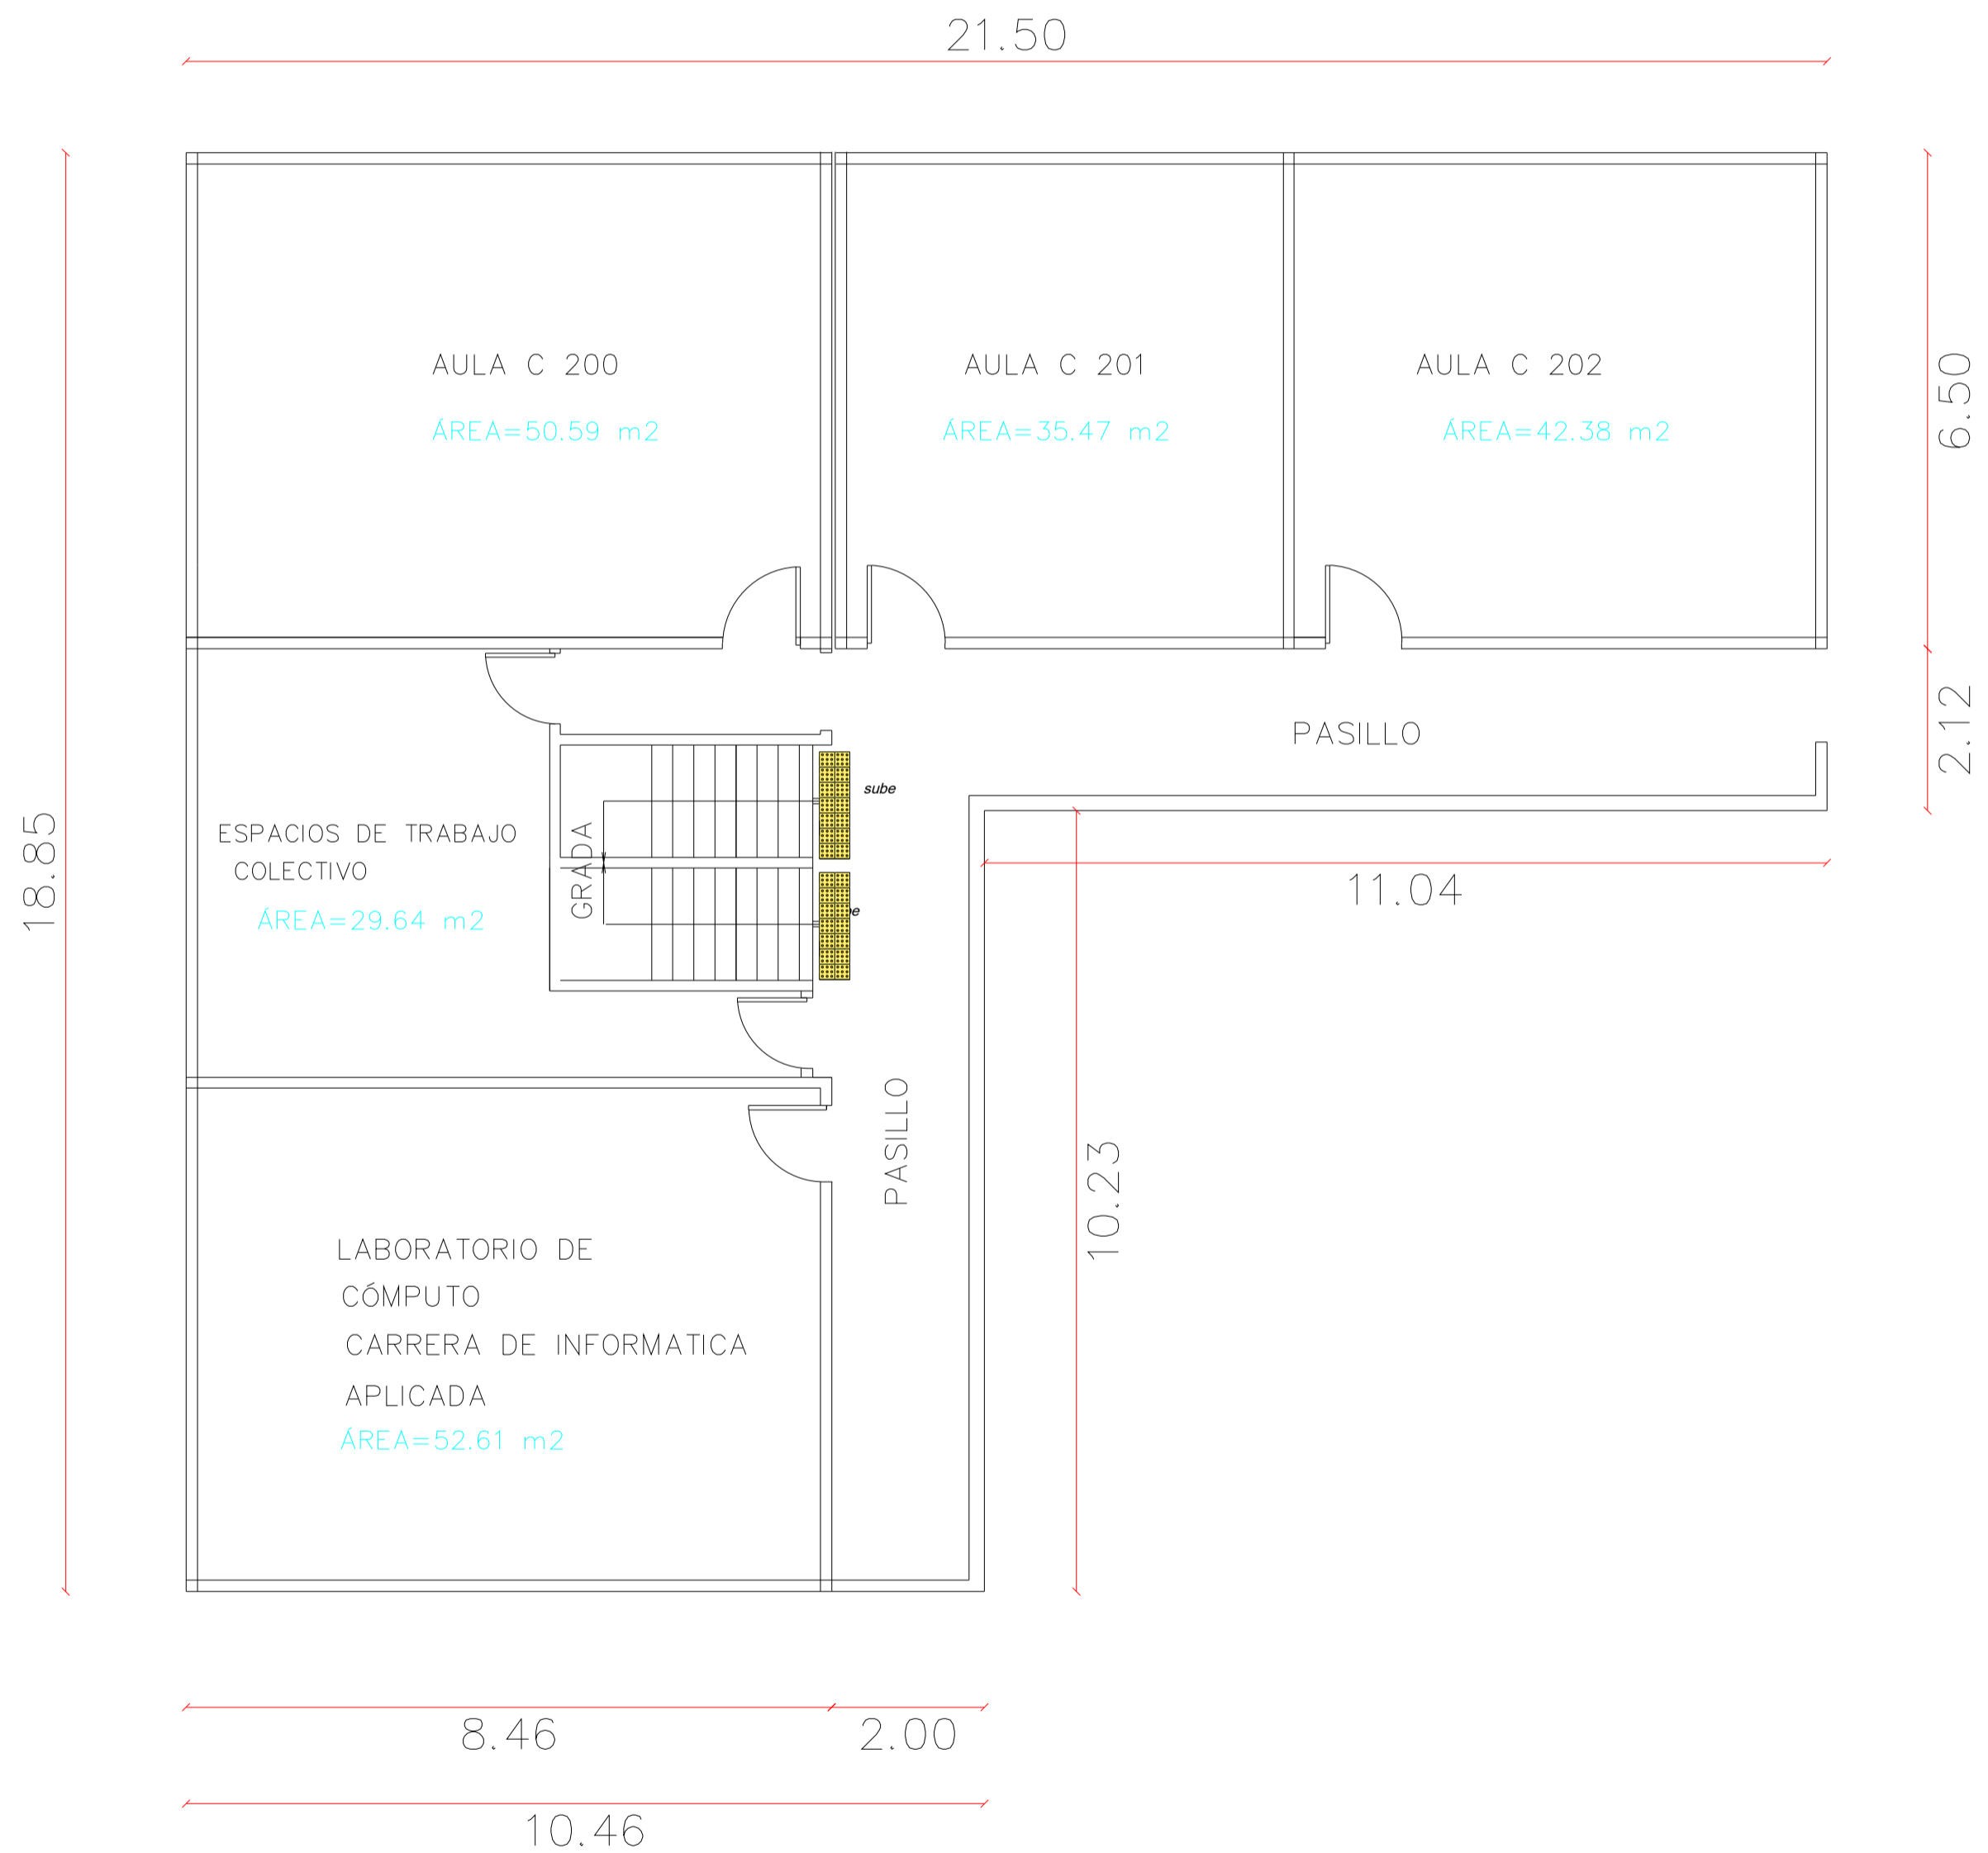 21.50
AULA C 200
ÁREA=50.59 m2
AULA C 201
ÁREA=35.47 m2
AULA C 202
ÁREA=42.38 m2
6.50
2.12
PASILLO
sube
18.85
ESPACIOS DE TRABAJO
COLECTIVO
ÁREA=29.64 m2
GRADA
11.04
10.23
PASILLO
LABORATORIO DE
CÓMPUTO
CARRERA DE INFORMATICA
APLICADA
ÁREA=52.61 m2
8.46
2.00
10.46